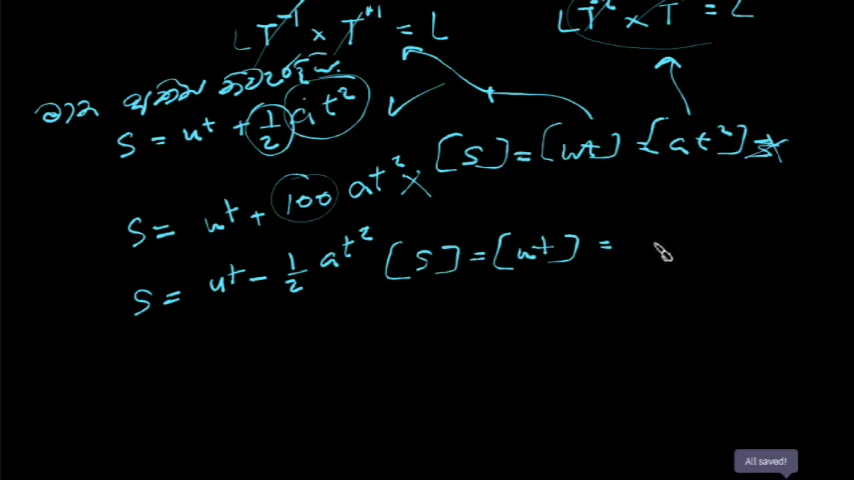 LT⁻¹ × T⁺¹ = L
LT⁻² × T² = L
S = ut + 1/2 at²
[S] = [ut] = [at²]
S = ut + 100 at² ×
S = ut - 1/2 at² [S] = [ut] =
All saved!